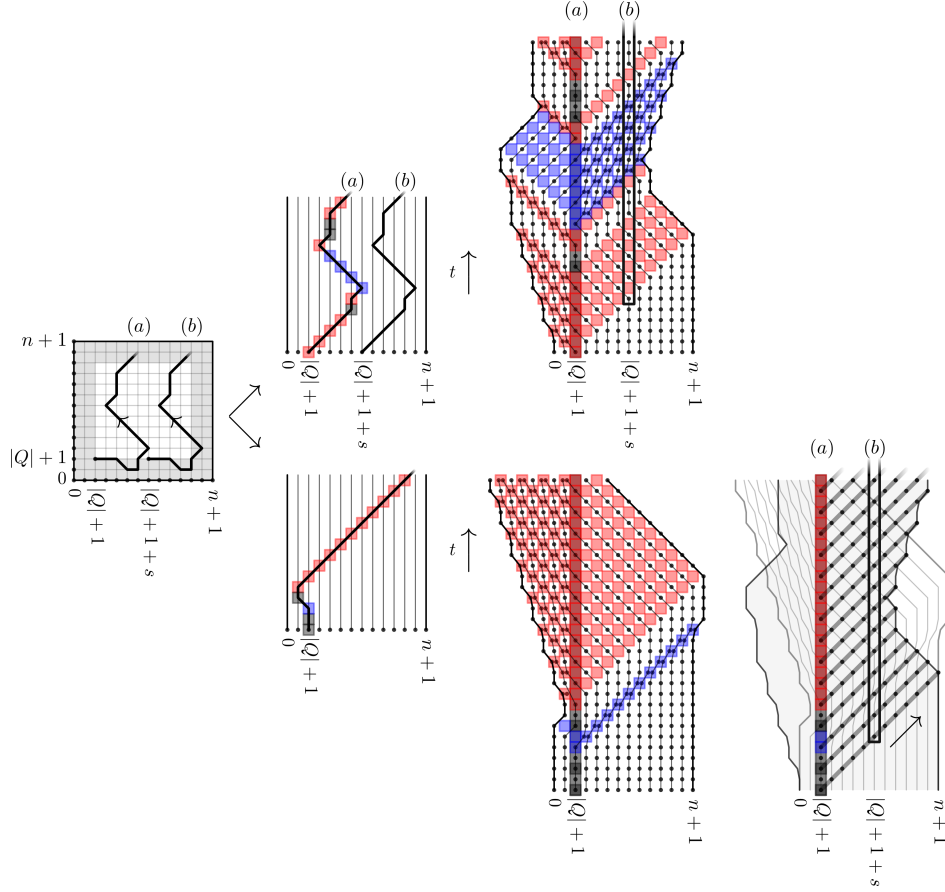 (a)
(b)
(a)
(b)
t
(a)
(b)
n + 1
|Q| + 1
0
|Q| + 1
|Q| + 1 + s
n + 1
0
|Q| + 1
|Q| + 1 + s
n + 1
0
|Q| + 1
|Q| + 1 + s
n + 1
(a)
(b)
t
0
|Q| + 1
n + 1
0
|Q| + 1
n + 1
0
|Q| + 1
|Q| + 1 + s
n + 1